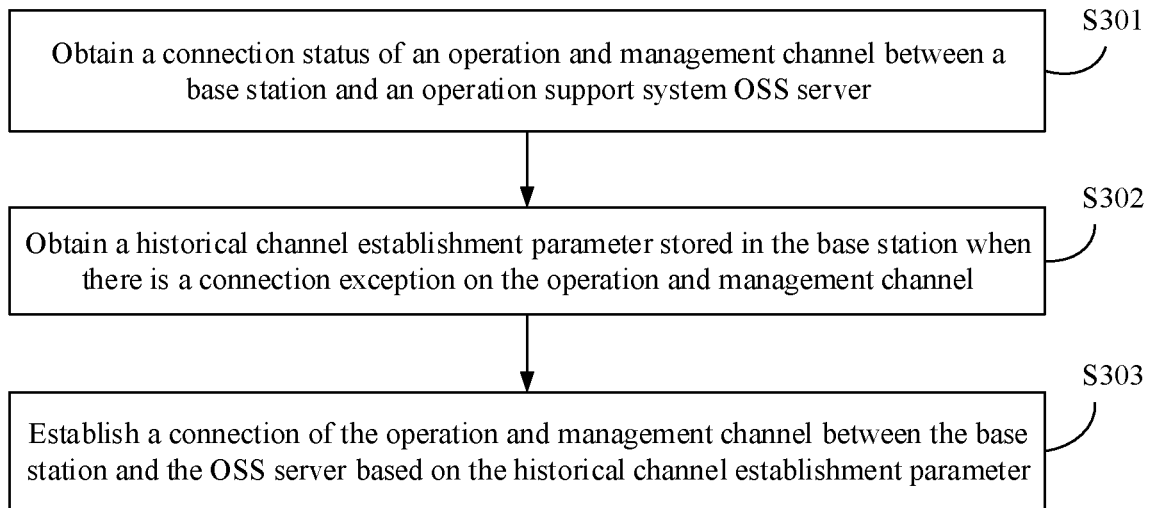 S301
Obtain a connection status of an operation and management channel between a
base station and an operation support system OSS server
S302
Obtain a historical channel establishment parameter stored in the base station when
there is a connection exception on the operation and management channel
S303
Establish a connection of the operation and management channel between the base
station and the OSS server based on the historical channel establishment parameter